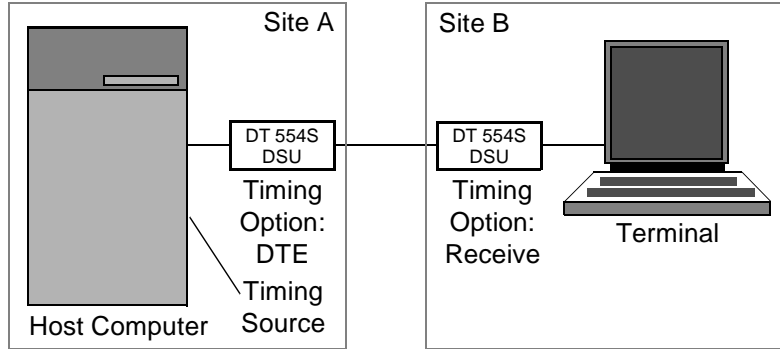 Site A
Site B
DT 554S
DSU
DT 554S
DSU
Timing
Option:
DTE
Timing
Option:
Receive
Terminal
Timing
Source
Host Computer